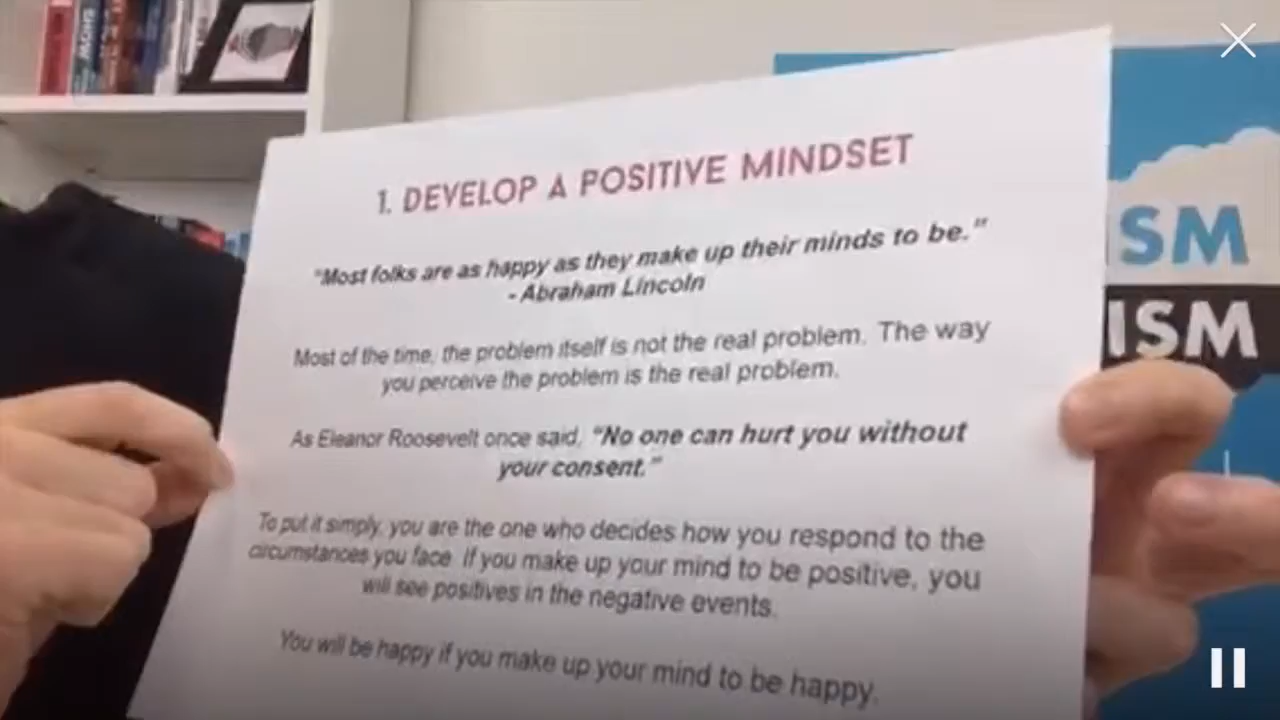 SHOW
1. DEVELOP A POSITIVE MINDSET
"Most folks are as happy as they make up their minds to be."
- Abraham Lincoln
Most of the time, the problem itself is not the real problem. The way
you perceive the problem is the real problem.
As Eleanor Roosevelt once said, "No one can hurt you without
your consent."
To put it simply, you are the one who decides how you respond to the
circumstances you face. If you make up your mind to be positive, you
will see positives in the negative events.
You will be happy if you make up your mind to be happy.
SM
ISM